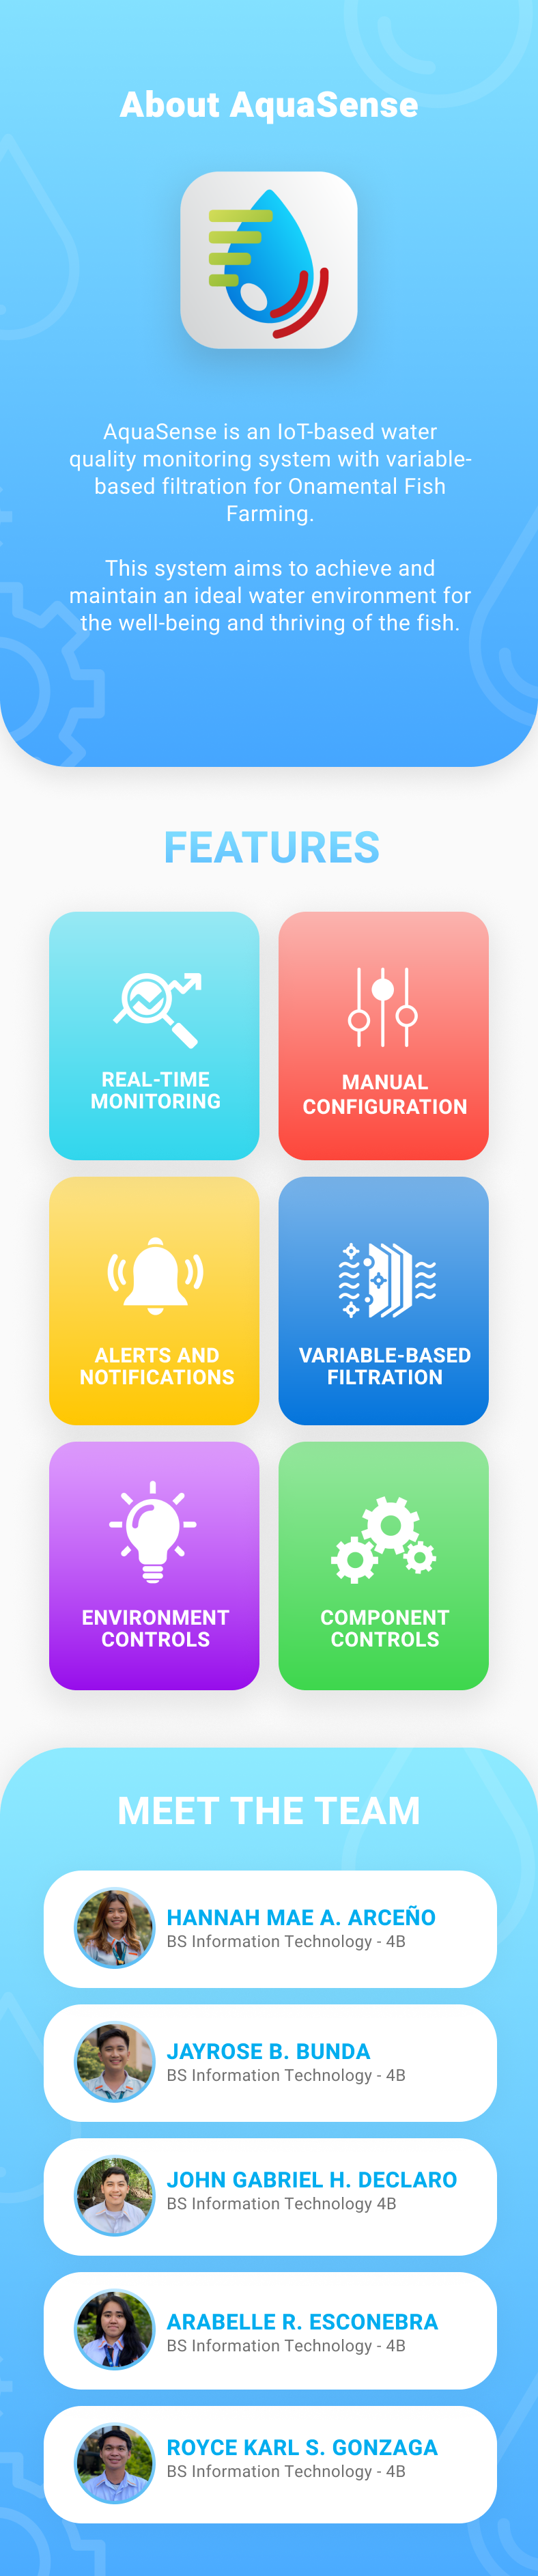 About AquaSense
AquaSense is an IoT-based water
quality monitoring system with variable-
based filtration for Onamental Fish
Farming.
This system aims to achieve and
maintain an ideal water environment for
the well-being and thriving of the fish.
FEATURES
REAL-TIME
MONITORING
MANUAL
CONFIGURATION
ALERTS AND
NOTIFICATIONS
VARIABLE-BASED
FILTRATION
ENVIRONMENT
CONTROLS
COMPONENT
CONTROLS
MEET THE TEAM
HANNAH MAE A. ARCEÑO
BS Information Technology - 4B
JAYROSE B. BUNDA
BS Information Technology - 4B
JOHN GABRIEL H. DECLARO
BS Information Technology 4B
ARABELLE R. ESCONEBRA
BS Information Technology - 4B
ROYCE KARL S. GONZAGA
BS Information Technology - 4B